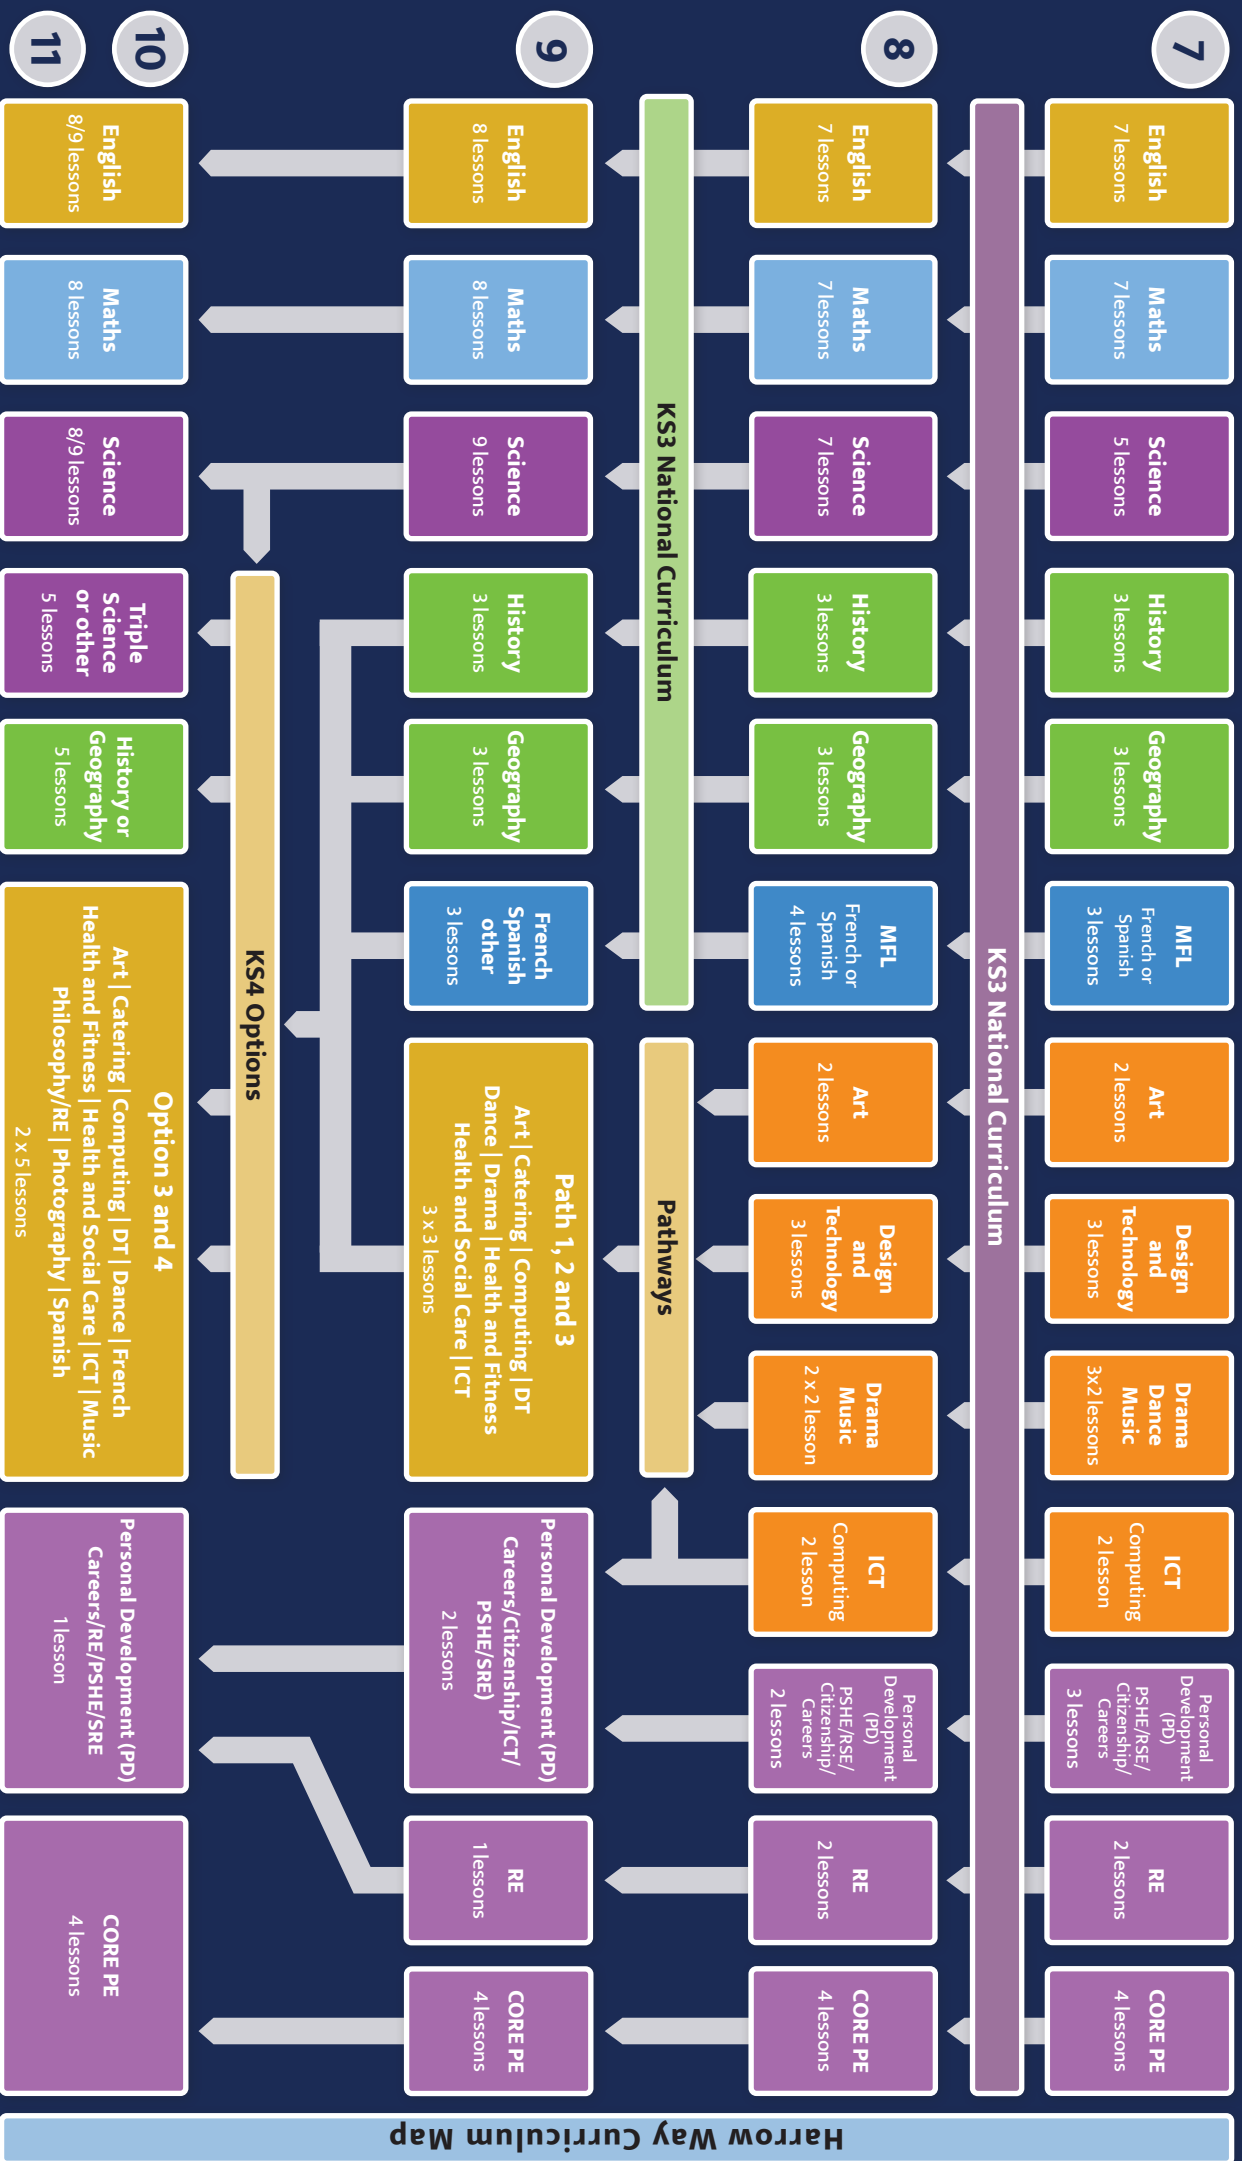 7
English
7 lessons
Maths
7 lessons
Science
5 lessons
History
3 lessons
Geography
3 lessons
MFL
French or
Spanish
3 lessons
Art
2 lessons
Design
and
Technology
3 lessons
Drama
Dance
Music
3x2 lessons
ICT
Computing
2 lesson
Personal
Development
(PD)
PSHE/RSE/
Citizenship/
Careers
3 lessons
RE
2 lessons
CORE PE
4 lessons
KS3 National Curriculum
8
English
7 lessons
Maths
7 lessons
Science
7 lessons
History
3 lessons
Geography
3 lessons
MFL
French or
Spanish
4 lessons
Art
2 lessons
Design
and
Technology
3 lessons
Drama
Music
2 x 2 lesson
ICT
Computing
2 lesson
Personal
Development
(PD)
PSHE/RSE/
Citizenship/
Careers
2 lessons
RE
2 lessons
CORE PE
4 lessons
KS3 National Curriculum
Pathways
9
English
8 lessons
Maths
8 lessons
Science
9 lessons
History
3 lessons
Geography
3 lessons
French
Spanish
other
3 lessons
Path 1, 2 and 3
Art | Catering | Computing | DT
Dance | Drama | Health and Fitness
Health and Social Care | ICT
3 x 3 lessons
Personal Development (PD)
Careers/Citizenship/ICT/
PSHE/SRE)
2 lessons
RE
1 lessons
CORE PE
4 lessons
KS4 Options
10
11
English
8/9 lessons
Maths
8 lessons
Science
8/9 lessons
Triple
Science
or other
5 lessons
History or
Geography
5 lessons
Option 3 and 4
Art | Catering | Computing | DT | Dance | French
Health and Fitness | Health and Social Care | ICT | Music
Philosophy/RE | Photography | Spanish
2 x 5 lessons
Personal Development (PD)
Careers/RE/PSHE/SRE
1 lesson
CORE PE
4 lessons
Harrow Way Curriculum Map